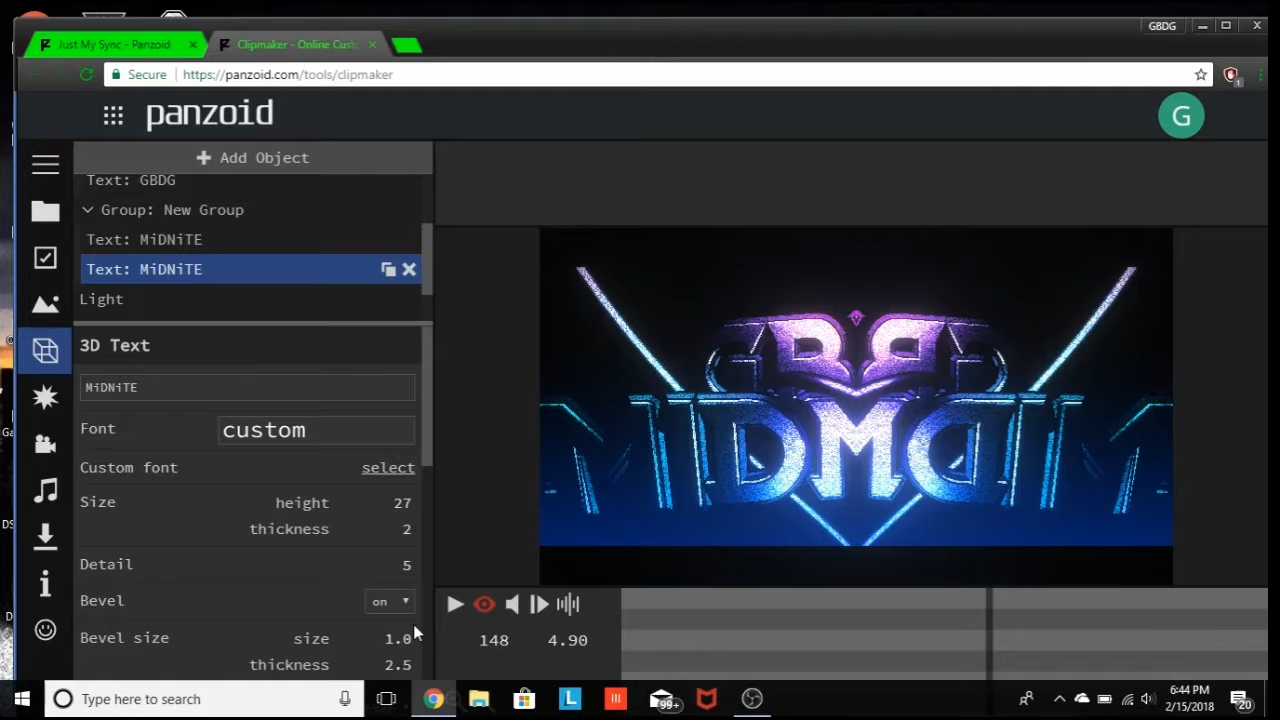 GBDG
Just My Sync - Panzoid
Clipmaker - Online Cust
Secure https://panzoid.com/tools/clipmaker
1
panzoid
G
Add Object
Text: GBDG
Group: New Group
Text: MiDNiTE
Text: MiDNiTE
Light
3D Text
MiDNiTE
Font custom
Custom font select
Size height 27
thickness 2
Detail 5
Bevel on
Bevel size size 1.0
thickness 2.5
148 4.90
Type here to search
L
99+
6:44 PM
2/15/2018
20